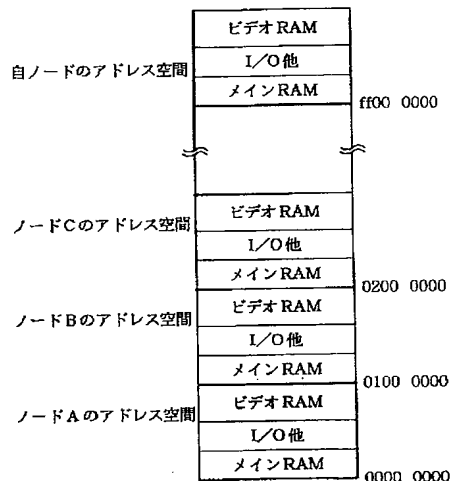 ビデオRAM
I/O他
自ノードのアドレス空間
メインRAM
ff00 0000
ビデオRAM
ノードCのアドレス空間
I/O他
メインRAM
0200 0000
ビデオRAM
ノードBのアドレス空間
I/O他
メインRAM
0100 0000
ビデオRAM
ノードAのアドレス空間
I/O他
メインRAM
0000 0000